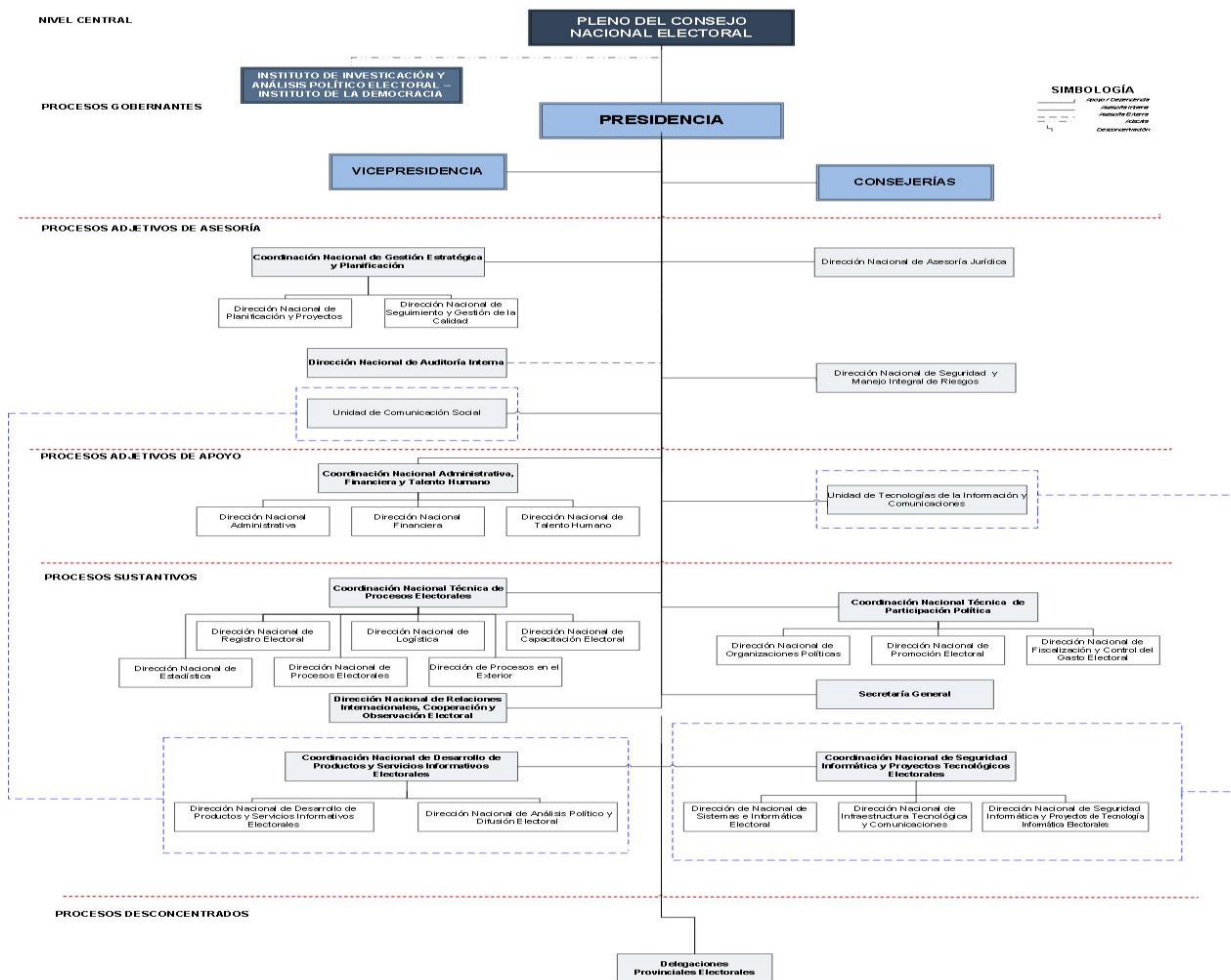 NIVEL CENTRAL
PLENO DEL CONSEJO
NACIONAL ELECTORAL
INSTITUTO DE INVESTIGACIÓN Y
ANÁLISIS POLÍTICO ELECTORAL –
INSTITUTO DE LA DEMOCRACIA
PROCESOS GOBERNANTES
SIMBOLOGÍA
Apoyo / Dependencia
Asesoría Interna
Asesoría Externa
Adscrita
Desconcentración
PRESIDENCIA
VICEPRESIDENCIA
CONSEJERÍAS
PROCESOS ADJETIVOS DE ASESORÍA
Coordinación Nacional de Gestión Estratégica
y Planificación
Dirección Nacional de Asesoría Jurídica
Dirección Nacional de
Planificación y Proyectos
Dirección Nacional de
Seguimiento y Gestión de la
Calidad
Dirección Nacional de Auditoría Interna
Dirección Nacional de Seguridad y
Manejo Integral de Riesgos
Unidad de Comunicación Social
PROCESOS ADJETIVOS DE APOYO
Coordinación Nacional Administrativa,
Financiera y Talento Humano
Unidad de Tecnologías de la Información y
Comunicaciones
Dirección Nacional
Administrativa
Dirección Nacional
Financiera
Dirección Nacional de
Talento Humano
PROCESOS SUSTANTIVOS
Coordinación Nacional Técnica de
Procesos Electorales
Coordinación Nacional Técnica de
Participación Política
Dirección Nacional de
Registro Electoral
Dirección Nacional de
Logística
Dirección Nacional de
Capacitación Electoral
Dirección Nacional de
Organizaciones Políticas
Dirección Nacional de
Promoción Electoral
Dirección Nacional de
Fiscalización y Control del
Gasto Electoral
Dirección Nacional de
Estadística
Dirección Nacional de
Procesos Electorales
Dirección de Procesos en el
Exterior
Dirección Nacional de Relaciones
Internacionales, Cooperación y
Observación Electoral
Secretaría General
Coordinación Nacional de Desarrollo de
Productos y Servicios Informativos
Electorales
Coordinación Nacional de Seguridad
Informática y Proyectos Tecnológicos
Electorales
Dirección Nacional de Desarrollo de
Productos y Servicios Informativos
Electorales
Dirección Nacional de Análisis Político y
Difusión Electoral
Dirección de Nacional de
Sistemas e Informática
Electoral
Dirección Nacional de
Infraestructura Tecnológica
y Comunicaciones
Dirección Nacional de Seguridad
Informática y Proyectos de Tecnología
Informática Electorales
PROCESOS DESCONCENTRADOS
Delegaciones
Provinciales Electorales